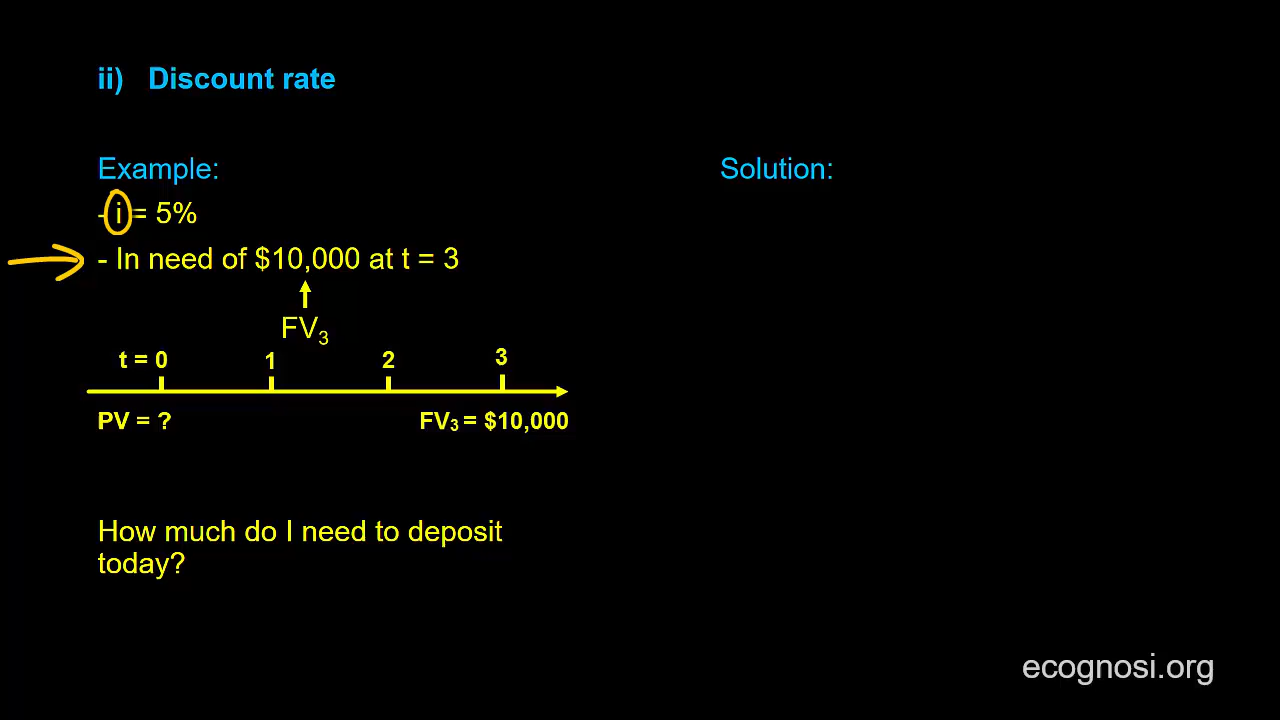 ii) Discount rate
Example:
- i = 5%
- In need of $10,000 at t = 3
FV₃
t = 0 1 2 3
PV = ? FV₃ = $10,000
How much do I need to deposit
today?
Solution:
ecognosi.org